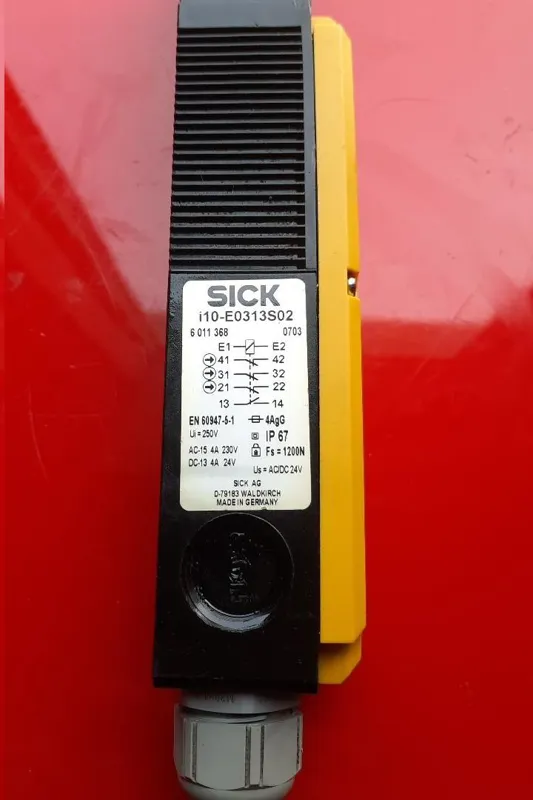 SICK
i10-E0313S02
6 011 368 0703
E1 E2
41 42
31 32
21 22
13 14
EN 60947-5-1 4AgG
Ui = 250V IP 67
AC-15 4A 230V Fs = 1200N
DC-13 4A 24V
Us = AC/DC 24V
SICK AG
D-79183 WALDKIRCH
MADE IN GERMANY